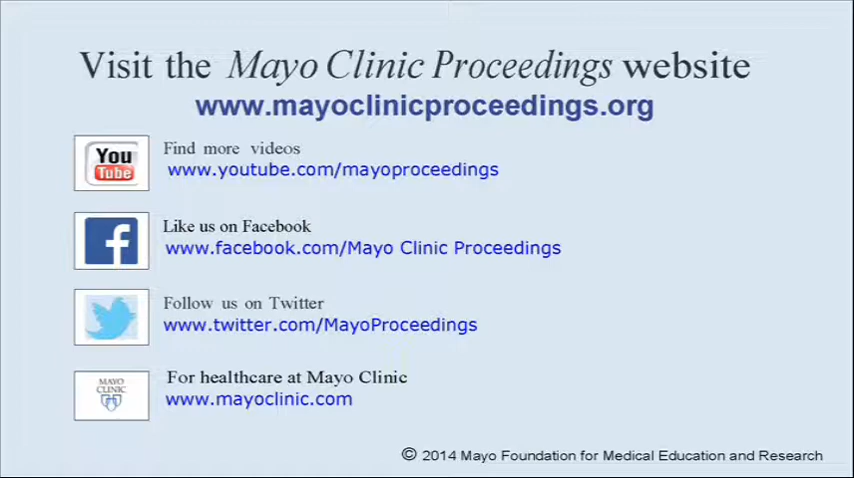 Visit the Mayo Clinic Proceedings website
www.mayoclinicproceedings.org
You
Tube
Find more videos
www.youtube.com/mayoproceedings
f
Like us on Facebook
www.facebook.com/Mayo Clinic Proceedings
Follow us on Twitter
www.twitter.com/MayoProceedings
MAYO
CLINIC
For healthcare at Mayo Clinic
www.mayoclinic.com
© 2014 Mayo Foundation for Medical Education and Research